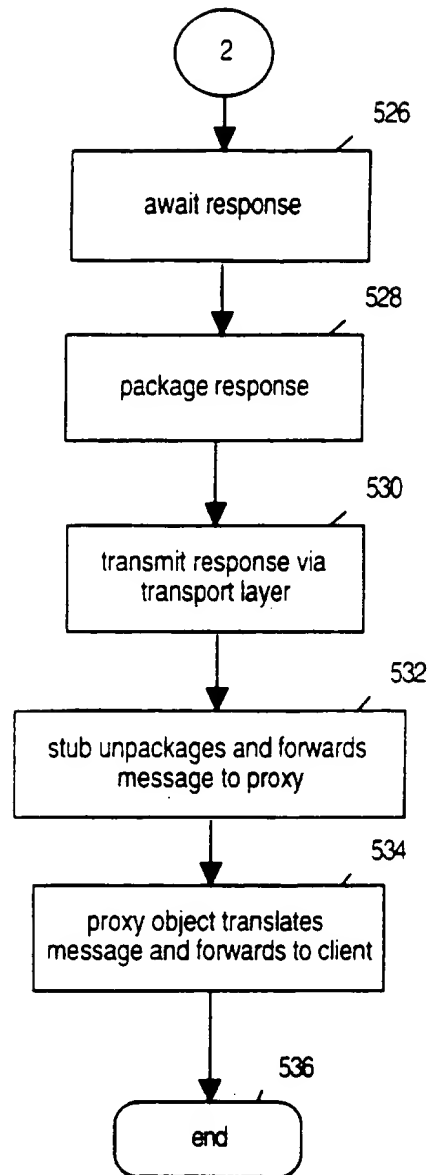 2
526
await response
528
package response
530
transmit response via
transport layer
532
stub unpackages and forwards
message to proxy
534
proxy object translates
message and forwards to client
536
end